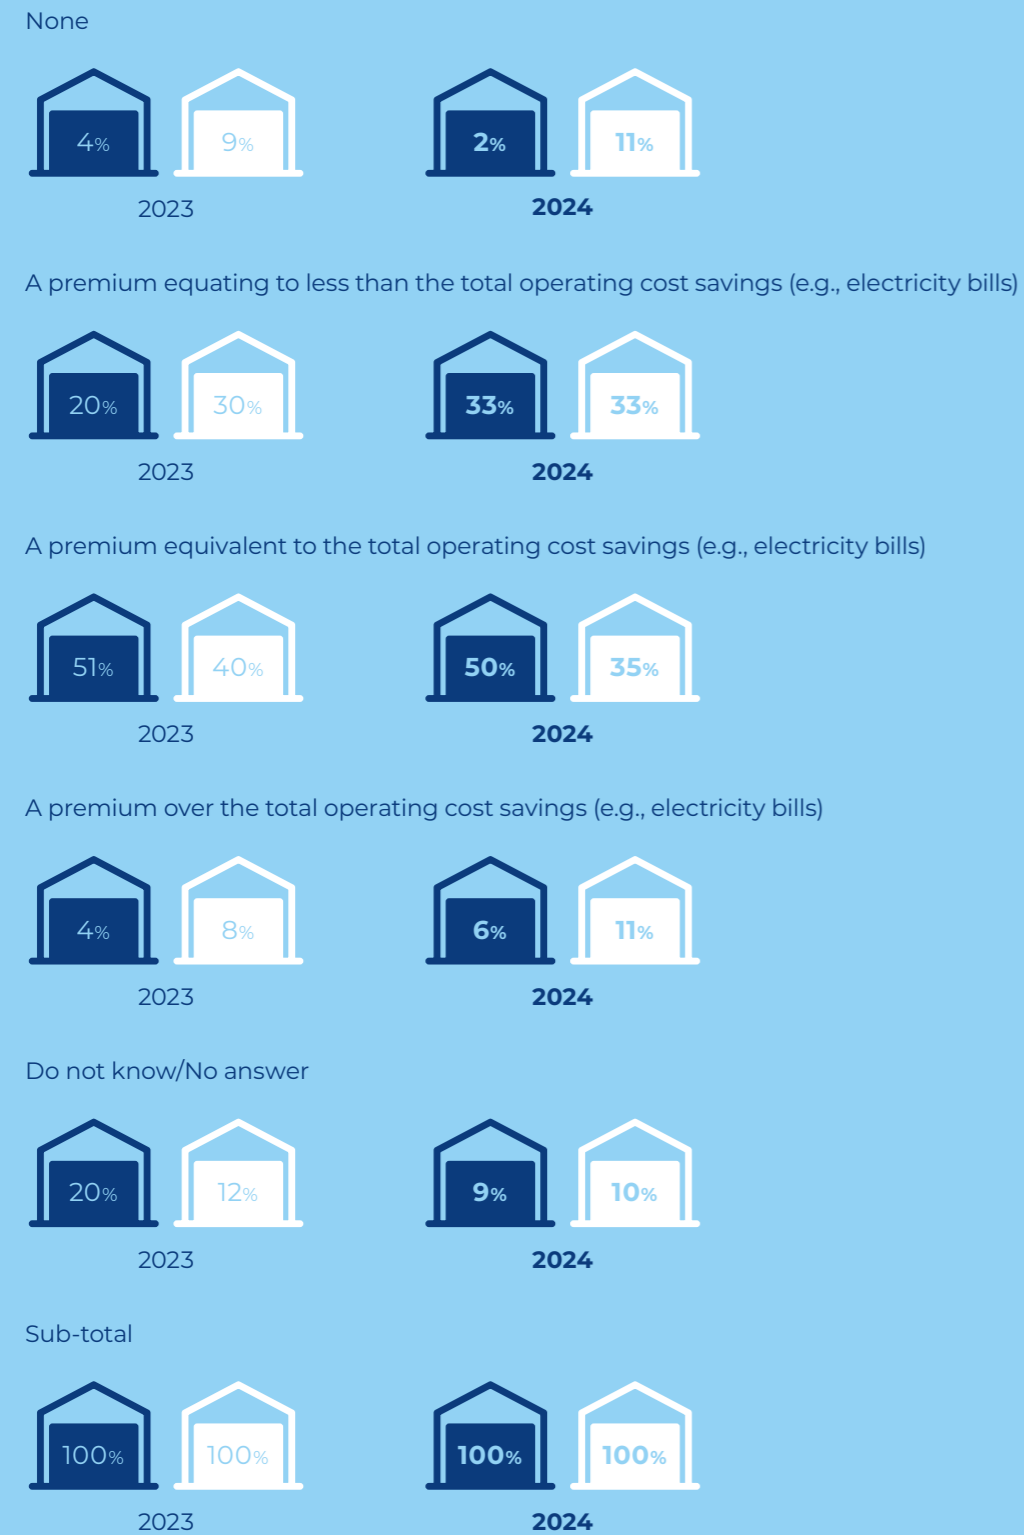 None
4% 9% 2% 11%
2023 2024
A premium equating to less than the total operating cost savings (e.g., electricity bills)
20% 30% 33% 33%
2023 2024
A premium equivalent to the total operating cost savings (e.g., electricity bills)
51% 40% 50% 35%
2023 2024
A premium over the total operating cost savings (e.g., electricity bills)
4% 8% 6% 11%
2023 2024
Do not know/No answer
20% 12% 9% 10%
2023 2024
Sub-total
100% 100% 100% 100%
2023 2024